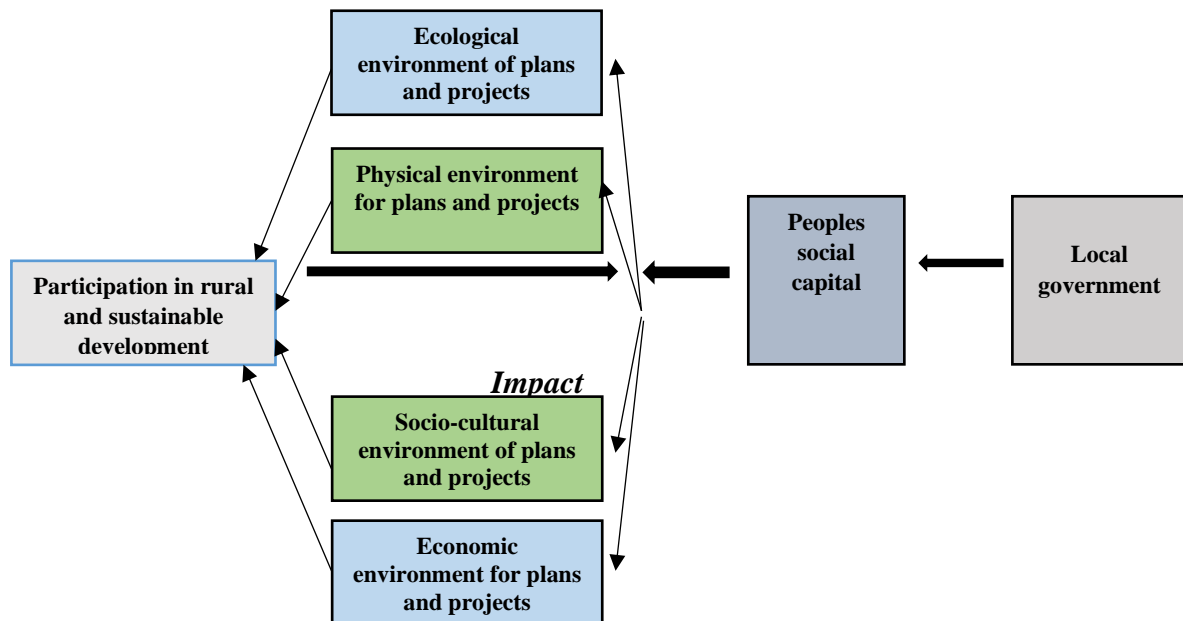 Ecological
environment of plans
and projects
Physical environment
for plans and projects
Peoples
social
capital
Local
government
Participation in rural
and sustainable
development
Impact
Socio-cultural
environment of plans
and projects
Economic
environment for plans
and projects